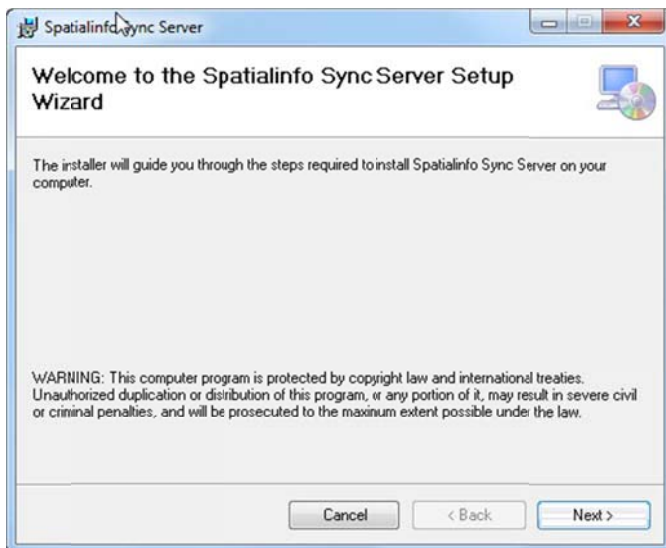 Spatialinfo Sync Server
Welcome to the Spatialinfo Sync Server Setup
Wizard
The installer will guide you through the steps required to install Spatialinfo Sync Server on your
computer.
WARNING: This computer program is protected by copyright law and international treaties.
Unauthorized duplication or distribution of this program, or any portion of it, may result in severe civil
or criminal penalties, and will be prosecuted to the maximum extent possible under the law.
Cancel
< Back
Next >